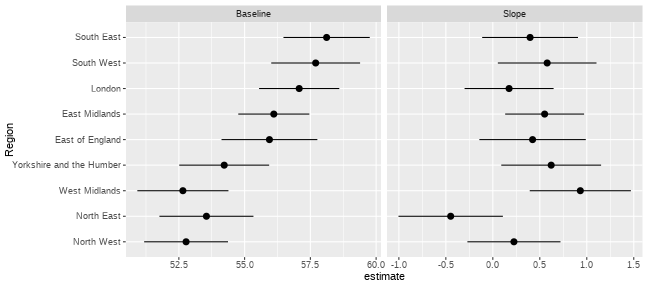 Baseline
Slope
South East
South West
London
East Midlands
East of England
Yorkshire and the Humber
West Midlands
North East
North West
Region
52.5 55.0 57.5 60.0 -1.0 -0.5 0.0 0.5 1.0 1.5
estimate